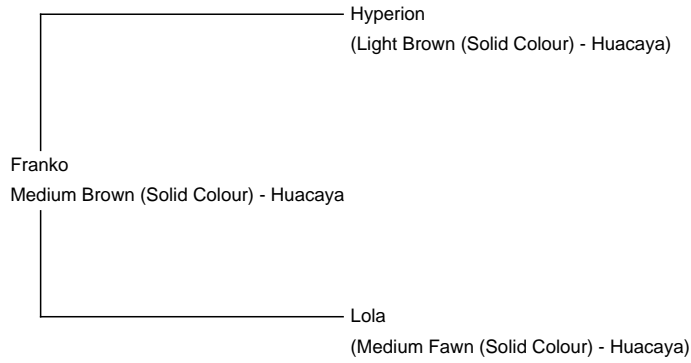 Hyperion
(Light Brown (Solid Colour) - Huacaya)
Franko
Medium Brown (Solid Colour) - Huacaya
Lola
(Medium Fawn (Solid Colour) - Huacaya)